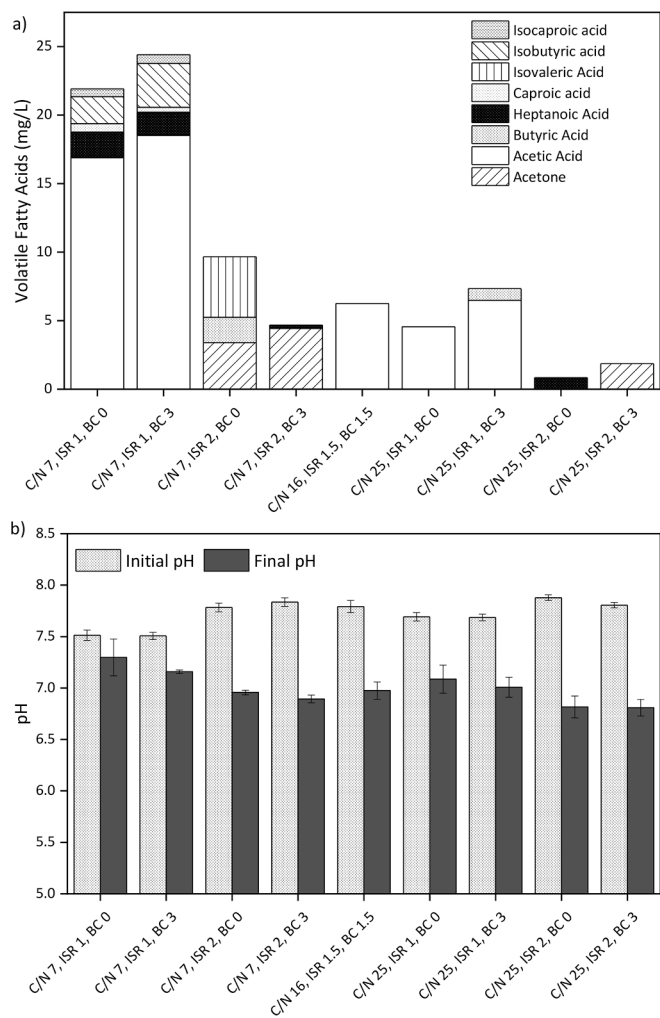 a)
25
20
15
10
5
0
Volatile Fatty Acids (mg/L)
Isocaproic acid
Isobutyric acid
Isovaleric Acid
Caproic acid
Heptanoic Acid
Butyric Acid
Acetic Acid
Acetone
C/N 7, ISR 1, BC 0
C/N 7, ISR 1, BC 3
C/N 7, ISR 2, BC 0
C/N 7, ISR 2, BC 3
C/N 16, ISR 1.5, BC 1.5
C/N 25, ISR 1, BC 0
C/N 25, ISR 1, BC 3
C/N 25, ISR 2, BC 0
C/N 25, ISR 2, BC 3
b)
8.5
8.0
7.5
7.0
6.5
6.0
5.5
5.0
pH
Initial pH
Final pH
C/N 7, ISR 1, BC 0
C/N 7, ISR 1, BC 3
C/N 7, ISR 2, BC 0
C/N 7, ISR 2, BC 3
C/N 16, ISR 1.5, BC 1.5
C/N 25, ISR 1, BC 0
C/N 25, ISR 1, BC 3
C/N 25, ISR 2, BC 0
C/N 25, ISR 2, BC 3